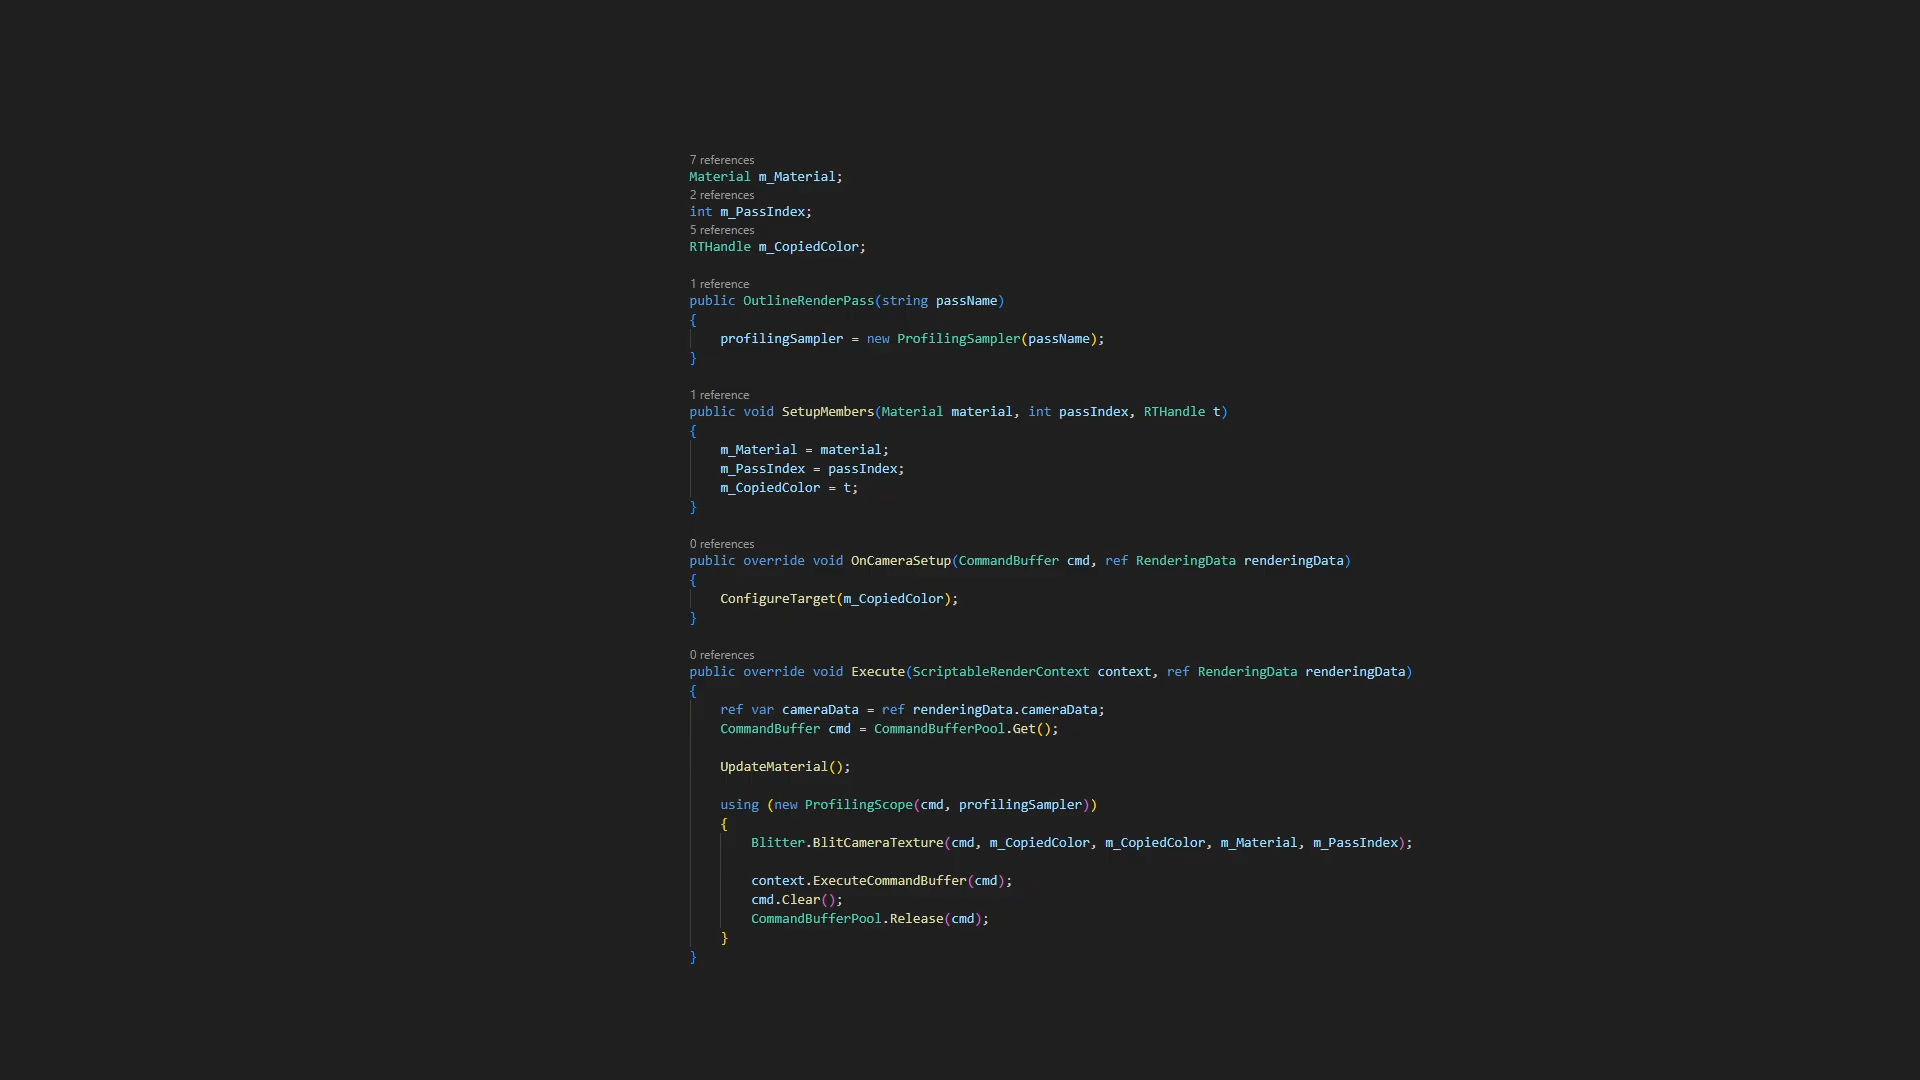 7 references
Material m_Material;
2 references
int m_PassIndex;
5 references
RTHandle m_CopiedColor;
1 reference
public OutlineRenderPass(string passName)
{
profilingSampler = new ProfilingSampler(passName);
}
1 reference
public void SetupMembers(Material material, int passIndex, RTHandle t)
{
m_Material = material;
m_PassIndex = passIndex;
m_CopiedColor = t;
}
0 references
public override void OnCameraSetup(CommandBuffer cmd, ref RenderingData renderingData)
{
ConfigureTarget(m_CopiedColor);
}
0 references
public override void Execute(ScriptableRenderContext context, ref RenderingData renderingData)
{
ref var cameraData = ref renderingData.cameraData;
CommandBuffer cmd = CommandBufferPool.Get();
UpdateMaterial();
using (new ProfilingScope(cmd, profilingSampler))
{
Blitter.BlitCameraTexture(cmd, m_CopiedColor, m_CopiedColor, m_Material, m_PassIndex);
context.ExecuteCommandBuffer(cmd);
cmd.Clear();
CommandBufferPool.Release(cmd);
}
}